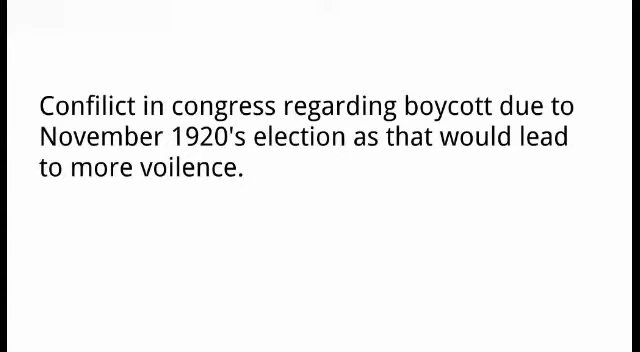 Confilict in congress regarding boycott due to
November 1920's election as that would lead
to more voilence.